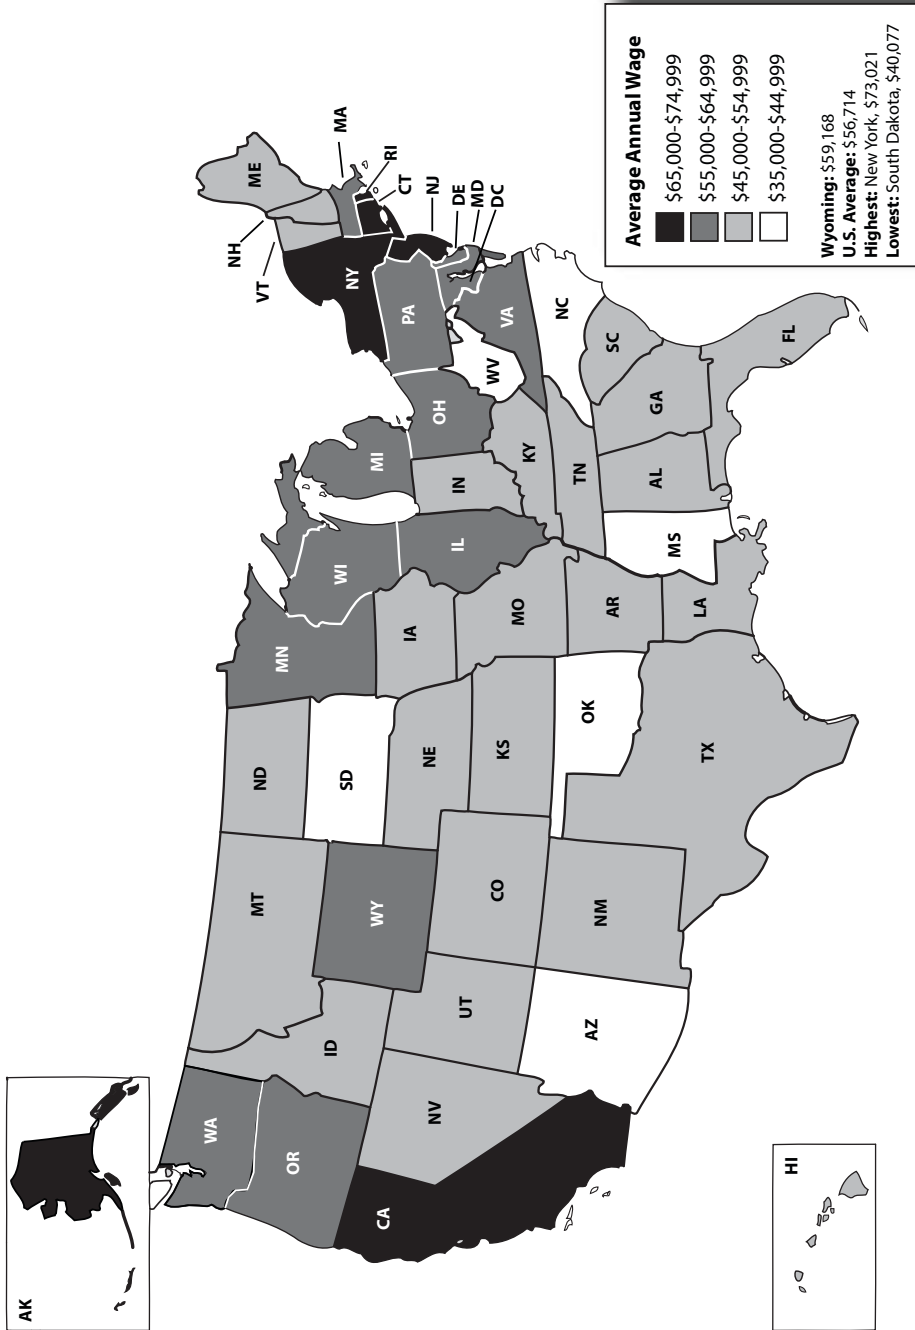 AK
WA
OR
CA
NV
ID
MT
WY
UT
AZ
CO
NM
ND
SD
NE
KS
OK
TX
MN
IA
MO
AR
LA
WI
IL
MI
IN
OH
KY
TN
MS
AL
GA
FL
SC
NC
VA
WV
PA
NY
VT
NH
ME
MA
RI
CT
NJ
DE
MD
DC
HI
Average Annual Wage
$65,000-$74,999
$55,000-$64,999
$45,000-$54,999
$35,000-$44,999
Wyoming: $59,168
U.S. Average: $56,714
Highest: New York, $73,021
Lowest: South Dakota, $40,077